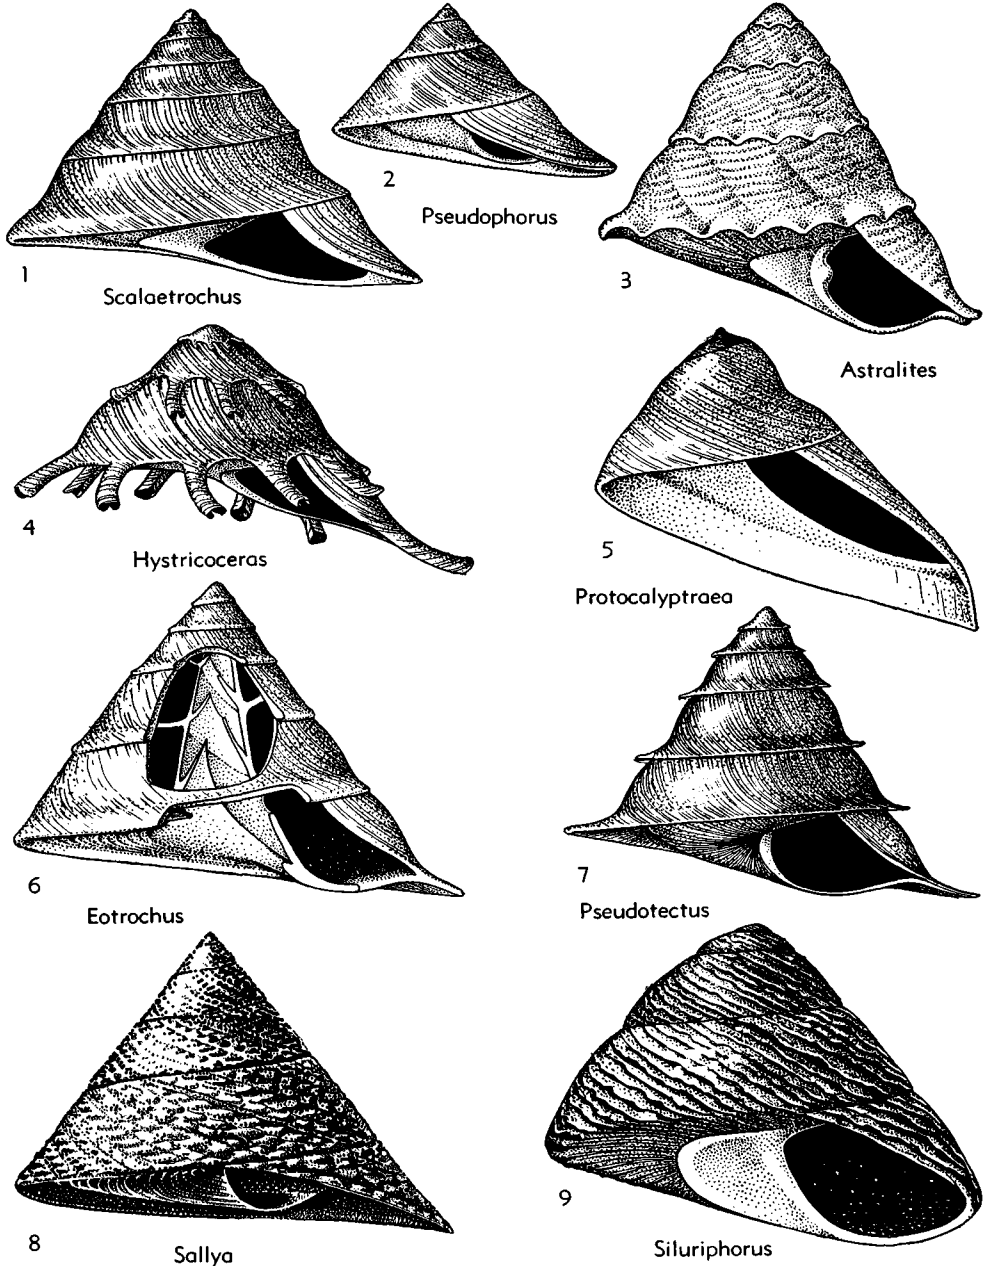 1
Scalaetrochus
2
Pseudophorus
3
Astralites
4
Hystricoceras
5
Protocalyptraea
6
Eotrochus
7
Pseudotectus
8
Sallya
9
Siluriphorus